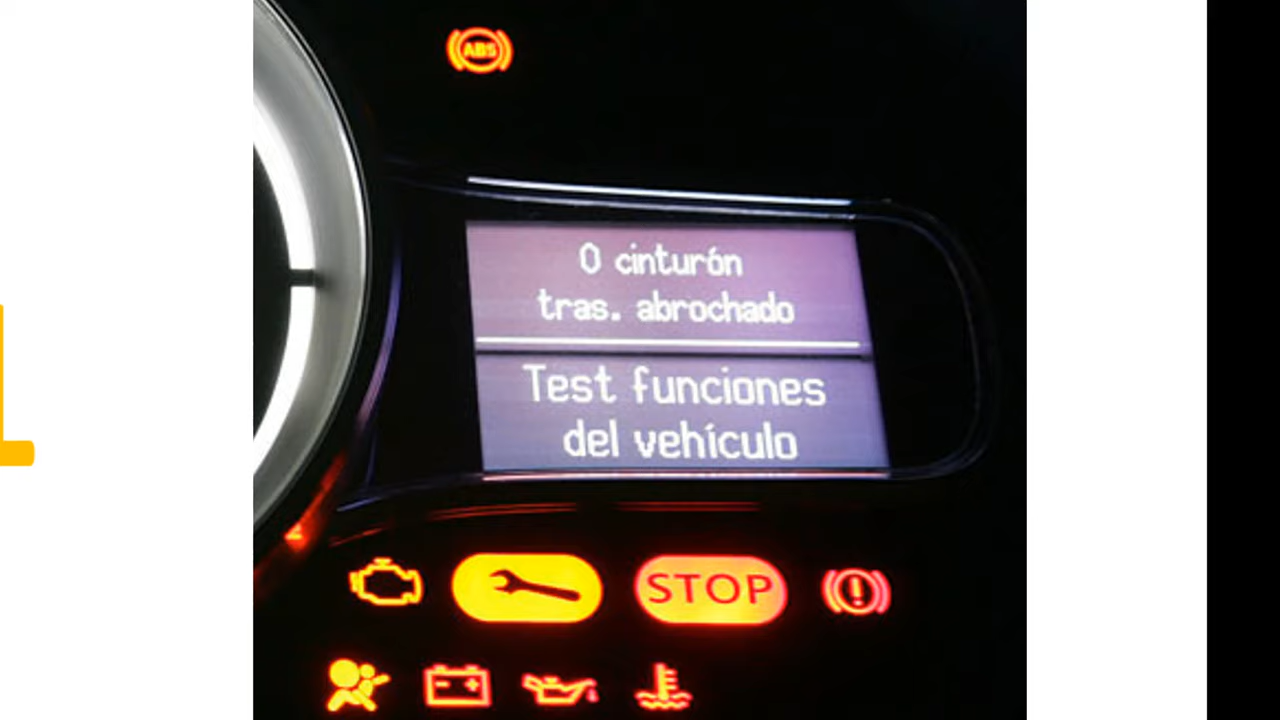 ABS
0 cinturón
tras. abrochado
Test funciones
del vehículo
STOP